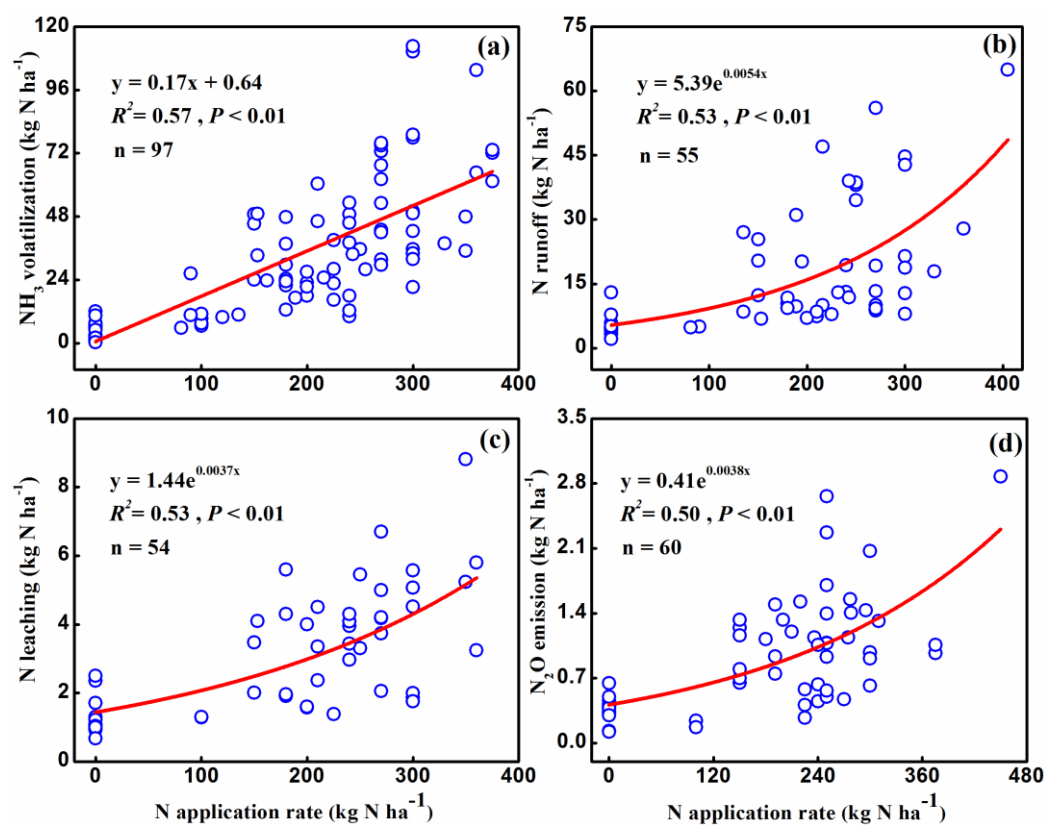 (a)
y = 0.17x + 0.64
R² = 0.57 , P < 0.01
n = 97
NH₃ volatilization (kg N ha⁻¹)
120
96
72
48
24
0
0 100 200 300 400
(b)
y = 5.39e^0.0054x
R² = 0.53 , P < 0.01
n = 55
N runoff (kg N ha⁻¹)
75
60
45
30
15
0
0 100 200 300 400
(c)
y = 1.44e^0.0037x
R² = 0.53 , P < 0.01
n = 54
N leaching (kg N ha⁻¹)
10
8
6
4
2
0
0 100 200 300 400
N application rate (kg N ha⁻¹)
(d)
y = 0.41e^0.0038x
R² = 0.50 , P < 0.01
n = 60
N₂O emission (kg N ha⁻¹)
3.5
2.8
2.1
1.4
0.7
0.0
0 120 240 360 480
N application rate (kg N ha⁻¹)